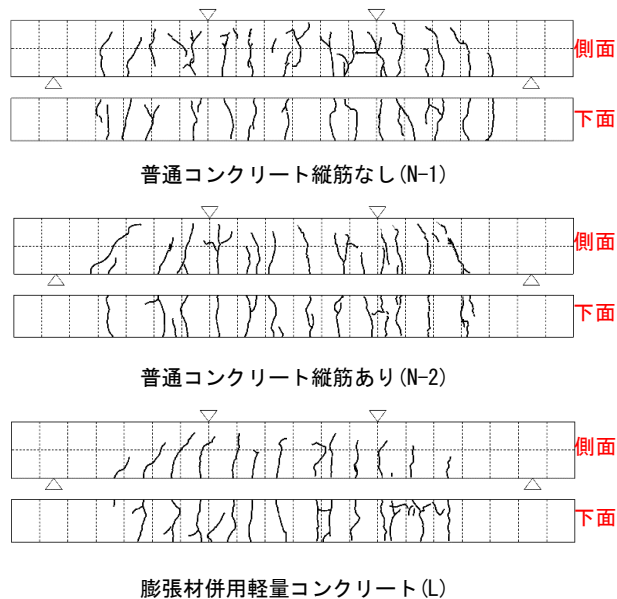 側面
下面
普通コンクリート縦筋なし(N-1)
側面
下面
普通コンクリート縦筋あり(N-2)
側面
下面
膨張材併用軽量コンクリート(L)